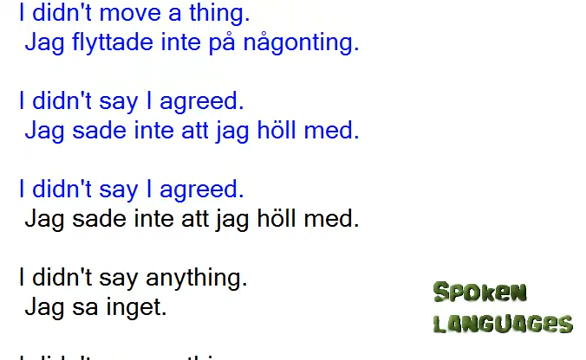 I didn't move a thing.
Jag flyttade inte på någonting.
I didn't say I agreed.
Jag sade inte att jag höll med.
I didn't say I agreed.
Jag sade inte att jag höll med.
I didn't say anything.
Jag sa inget.
Spoken
Languages